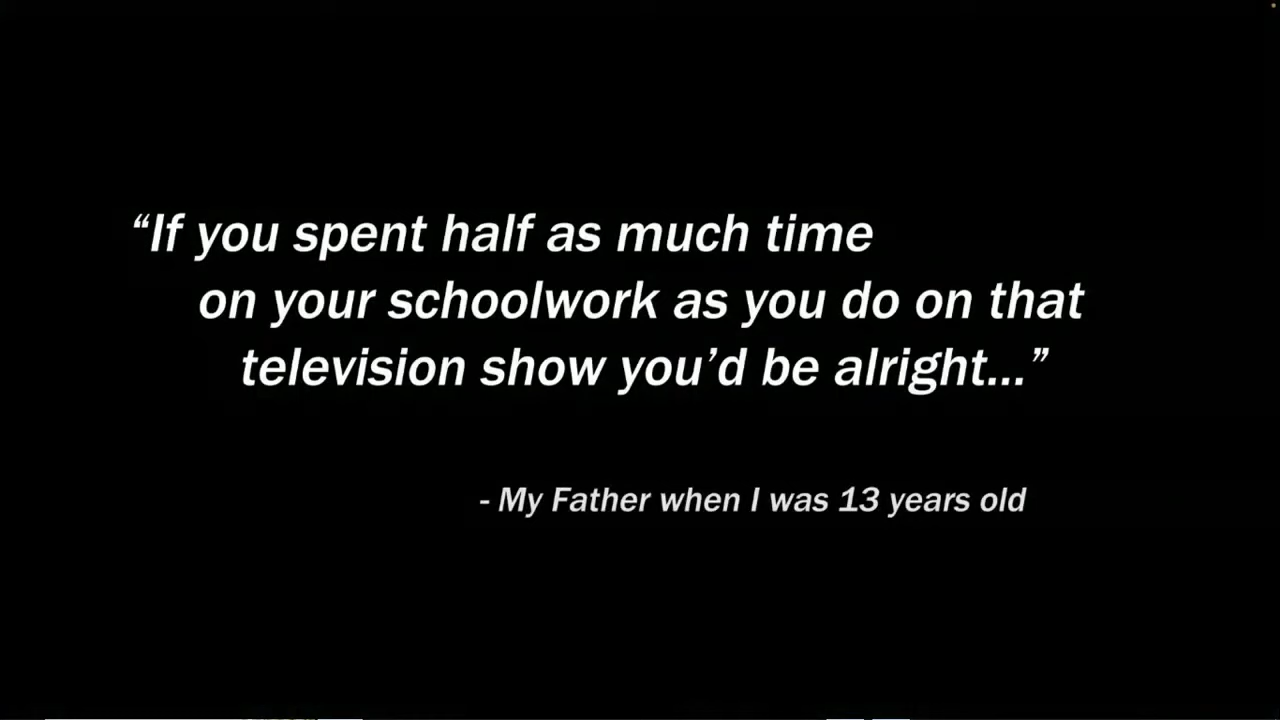 “If you spent half as much time
on your schoolwork as you do on that
television show you’d be alright...”
- My Father when I was 13 years old